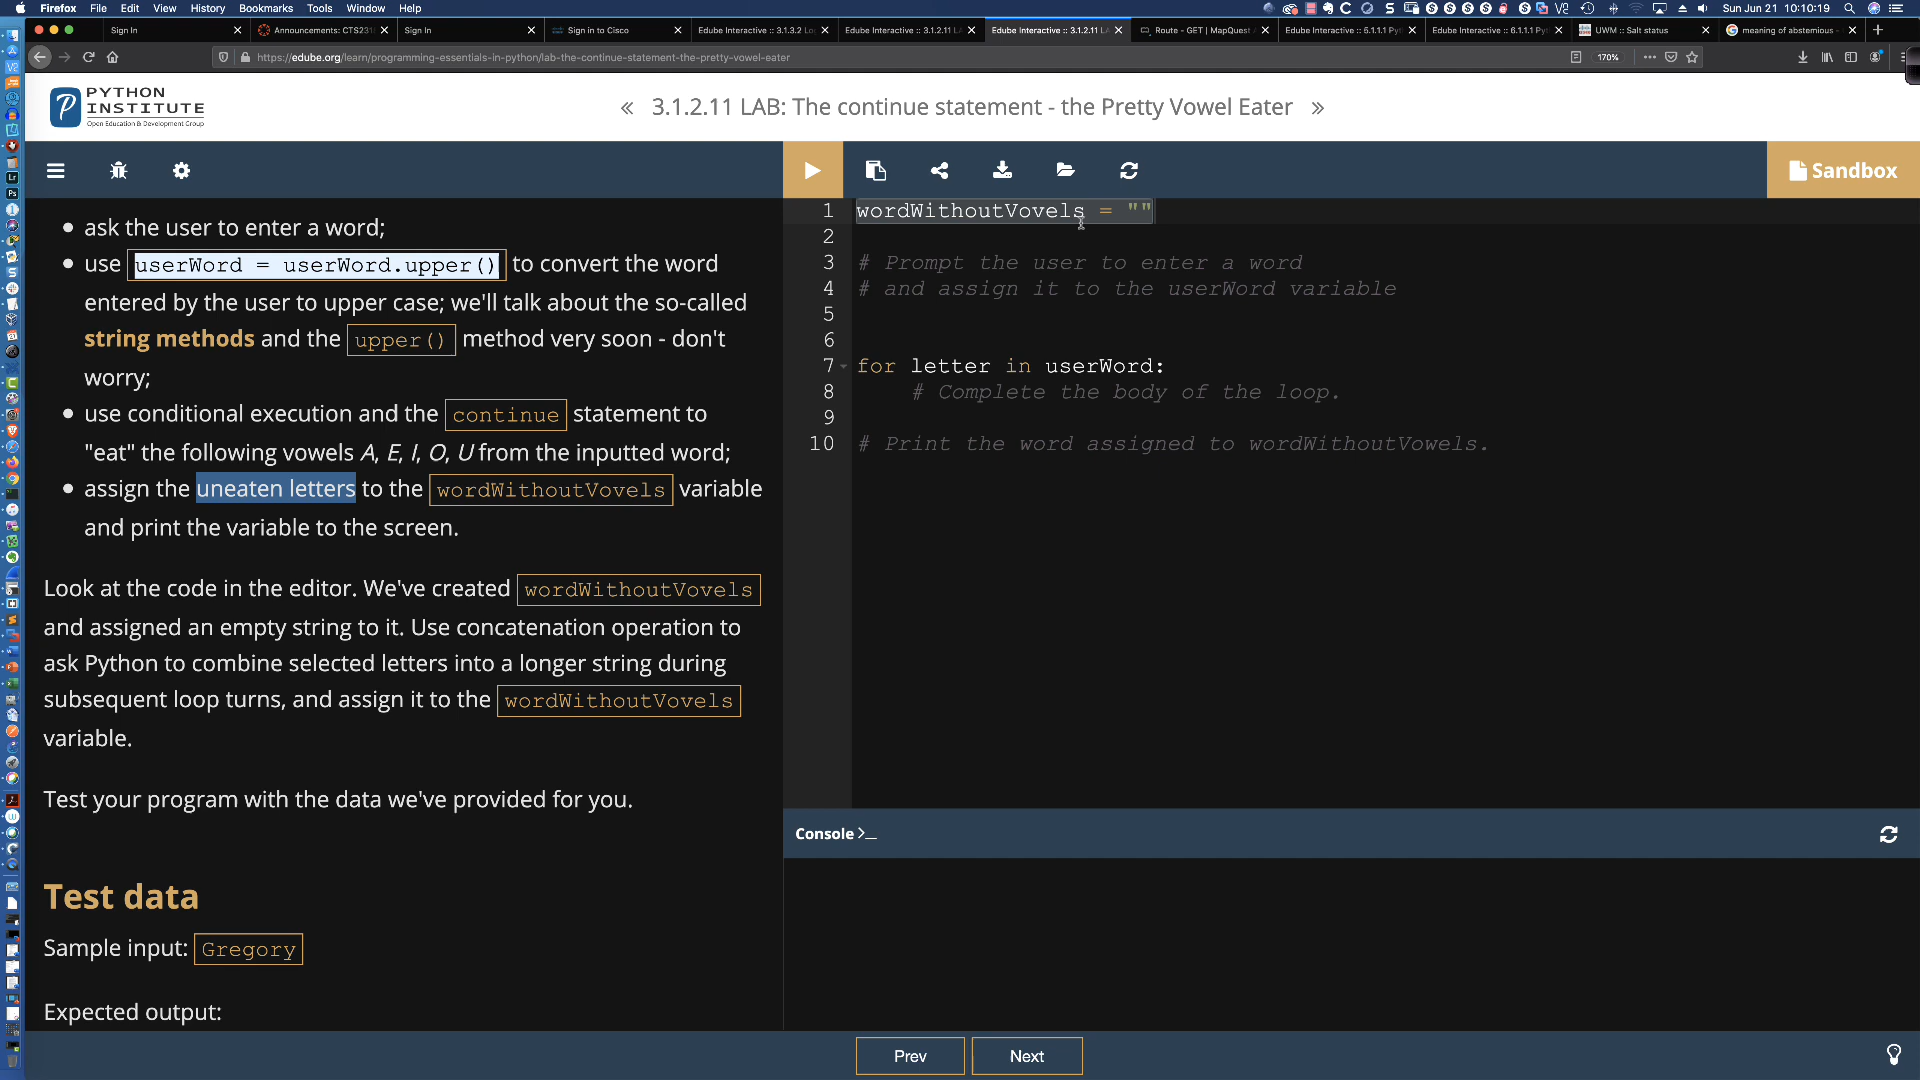 Firefox File Edit View History Bookmarks Tools Window Help Sun Jun 21 10:10:19
Sign In Announcements: CTS231 Sign In Sign in to Cisco Edube Interactive :: 3.1.3.2 Lo Edube Interactive :: 3.1.2.11 LA Edube Interactive :: 3.1.2.11 LA Route - GET | MapQuest Edube Interactive :: 6.1.1.1 Py Edube Interactive :: 6.1.1.1 Py UWM :: Salt status meaning of abstemious -
https://edube.org/learn/programming-essentials-in-python/lab-the-continue-statement-the-pretty-vowel-eater 170%
PYTHON
INSTITUTE
Open Education & Development Group
« 3.1.2.11 LAB: The continue statement - the Pretty Vowel Eater »
Sandbox
• ask the user to enter a word;
• use userWord = userWord.upper() to convert the word
entered by the user to upper case; we'll talk about the so-called
string methods and the upper() method very soon - don't
worry;
• use conditional execution and the continue statement to
"eat" the following vowels A, E, I, O, U from the inputted word;
• assign the uneaten letters to the wordWithoutVovels variable
and print the variable to the screen.
Look at the code in the editor. We've created wordWithoutVovels
and assigned an empty string to it. Use concatenation operation to
ask Python to combine selected letters into a longer string during
subsequent loop turns, and assign it to the wordWithoutVovels
variable.
Test your program with the data we've provided for you.
Test data
Sample input: Gregory
Expected output:
1 wordWithoutVovels = ""
2
3 # Prompt the user to enter a word
4 # and assign it to the userWord variable
5
6
7 for letter in userWord:
8 # Complete the body of the loop.
9
10 # Print the word assigned to wordWithoutVowels.
Console >_
Prev Next